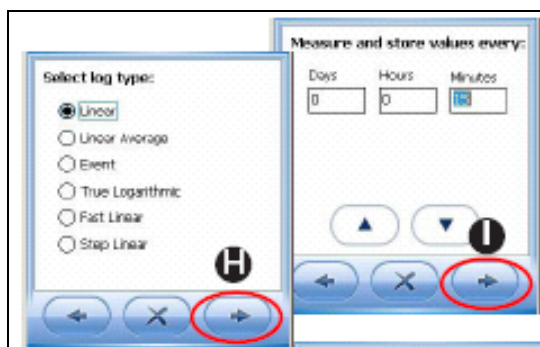 Select log type:
Linear
Linear Average
Event
True Logarithmic
Fast Linear
Step Linear
H
Measure and store values every:
Days Hours Minutes
0 0 15
I